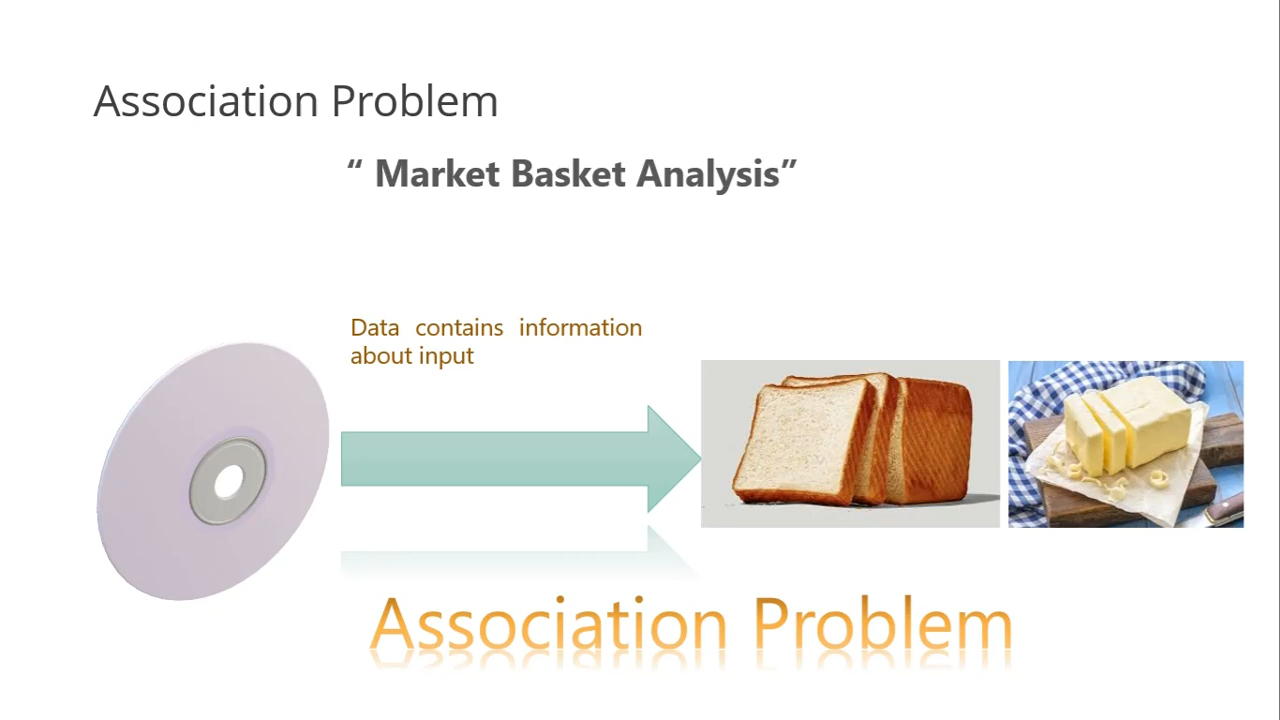 Association Problem
“ Market Basket Analysis”
Data contains information
about input
Association Problem